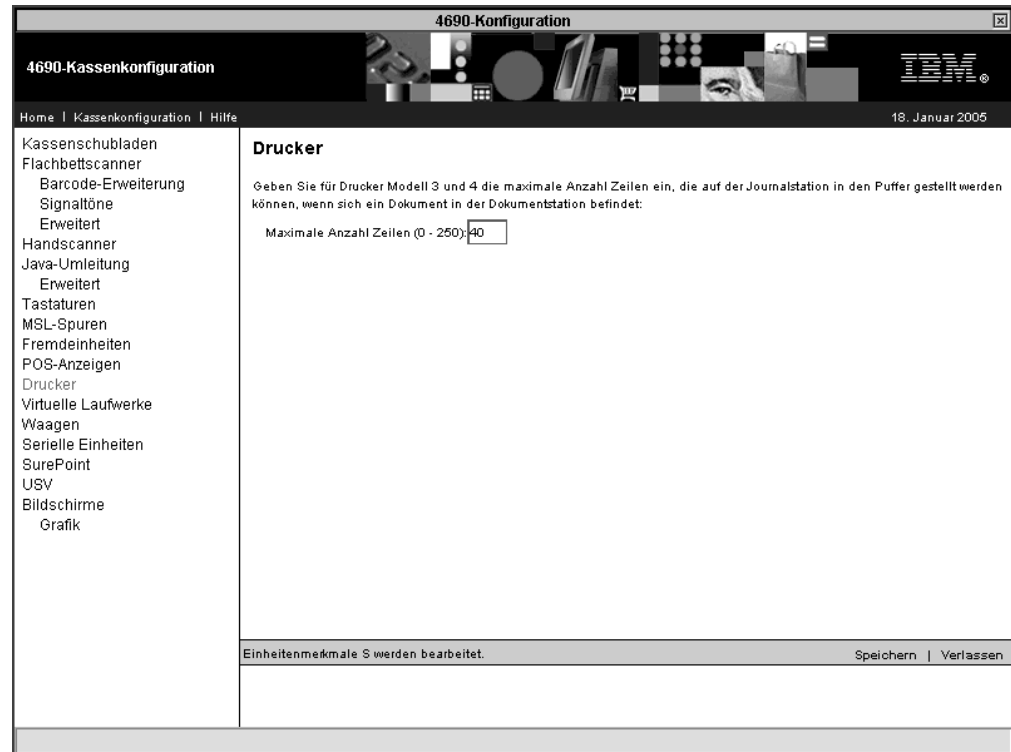 4690-Konfiguration
4690-Kassenkonfiguration
IBM®
Home | Kassenkonfiguration | Hilfe
18. Januar 2005
Kassenschubladen
Flachbettscanner
Barcode-Erweiterung
Signaltöne
Erweitert
Handscanner
Java-Umleitung
Erweitert
Tastaturen
MSL-Spuren
Fremdeinheiten
POS-Anzeigen
Drucker
Virtuelle Laufwerke
Waagen
Serielle Einheiten
SurePoint
USV
Bildschirme
Grafik
Drucker
Geben Sie für Drucker Modell 3 und 4 die maximale Anzahl Zeilen ein, die auf der Journalstation in den Puffer gestellt werden
können, wenn sich ein Dokument in der Dokumentstation befindet:
Maximale Anzahl Zeilen (0 - 250): 40
Einheitenmerkmale S werden bearbeitet.
Speichern | Verlassen